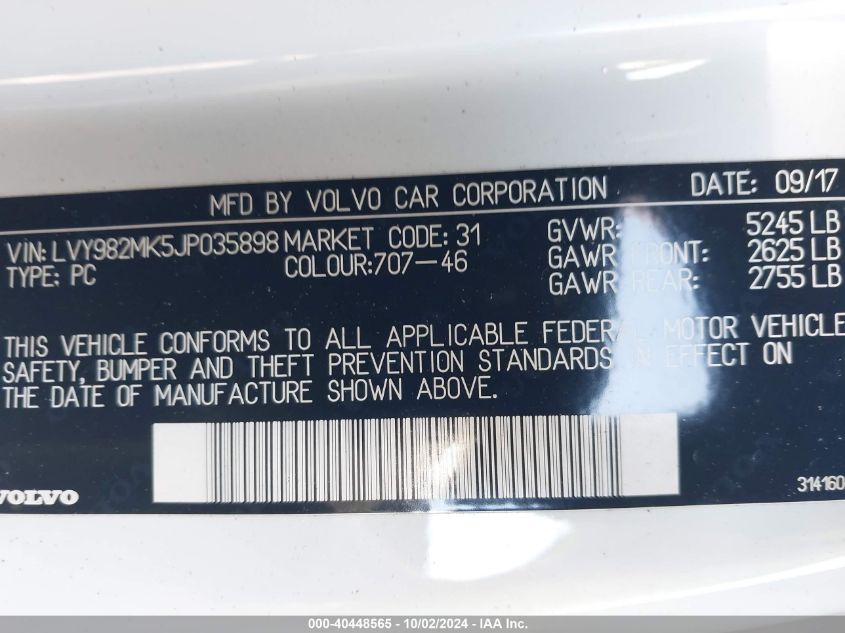 MFD BY VOLVO CAR CORPORATION DATE: 09/17
VIN: LVY982MK5JP035898 MARKET CODE: 31 GVWR: 5245 LB
TYPE: PC COLOUR:707-46 GAWR FRONT: 2625 LB
GAWR REAR: 2755 LB
THIS VEHICLE CONFORMS TO ALL APPLICABLE FEDERAL MOTOR VEHICLE
SAFETY, BUMPER AND THEFT PREVENTION STANDARDS IN EFFECT ON
THE DATE OF MANUFACTURE SHOWN ABOVE.
VOLVO 314160
000-40448565 - 10/02/2024 - IAA Inc.